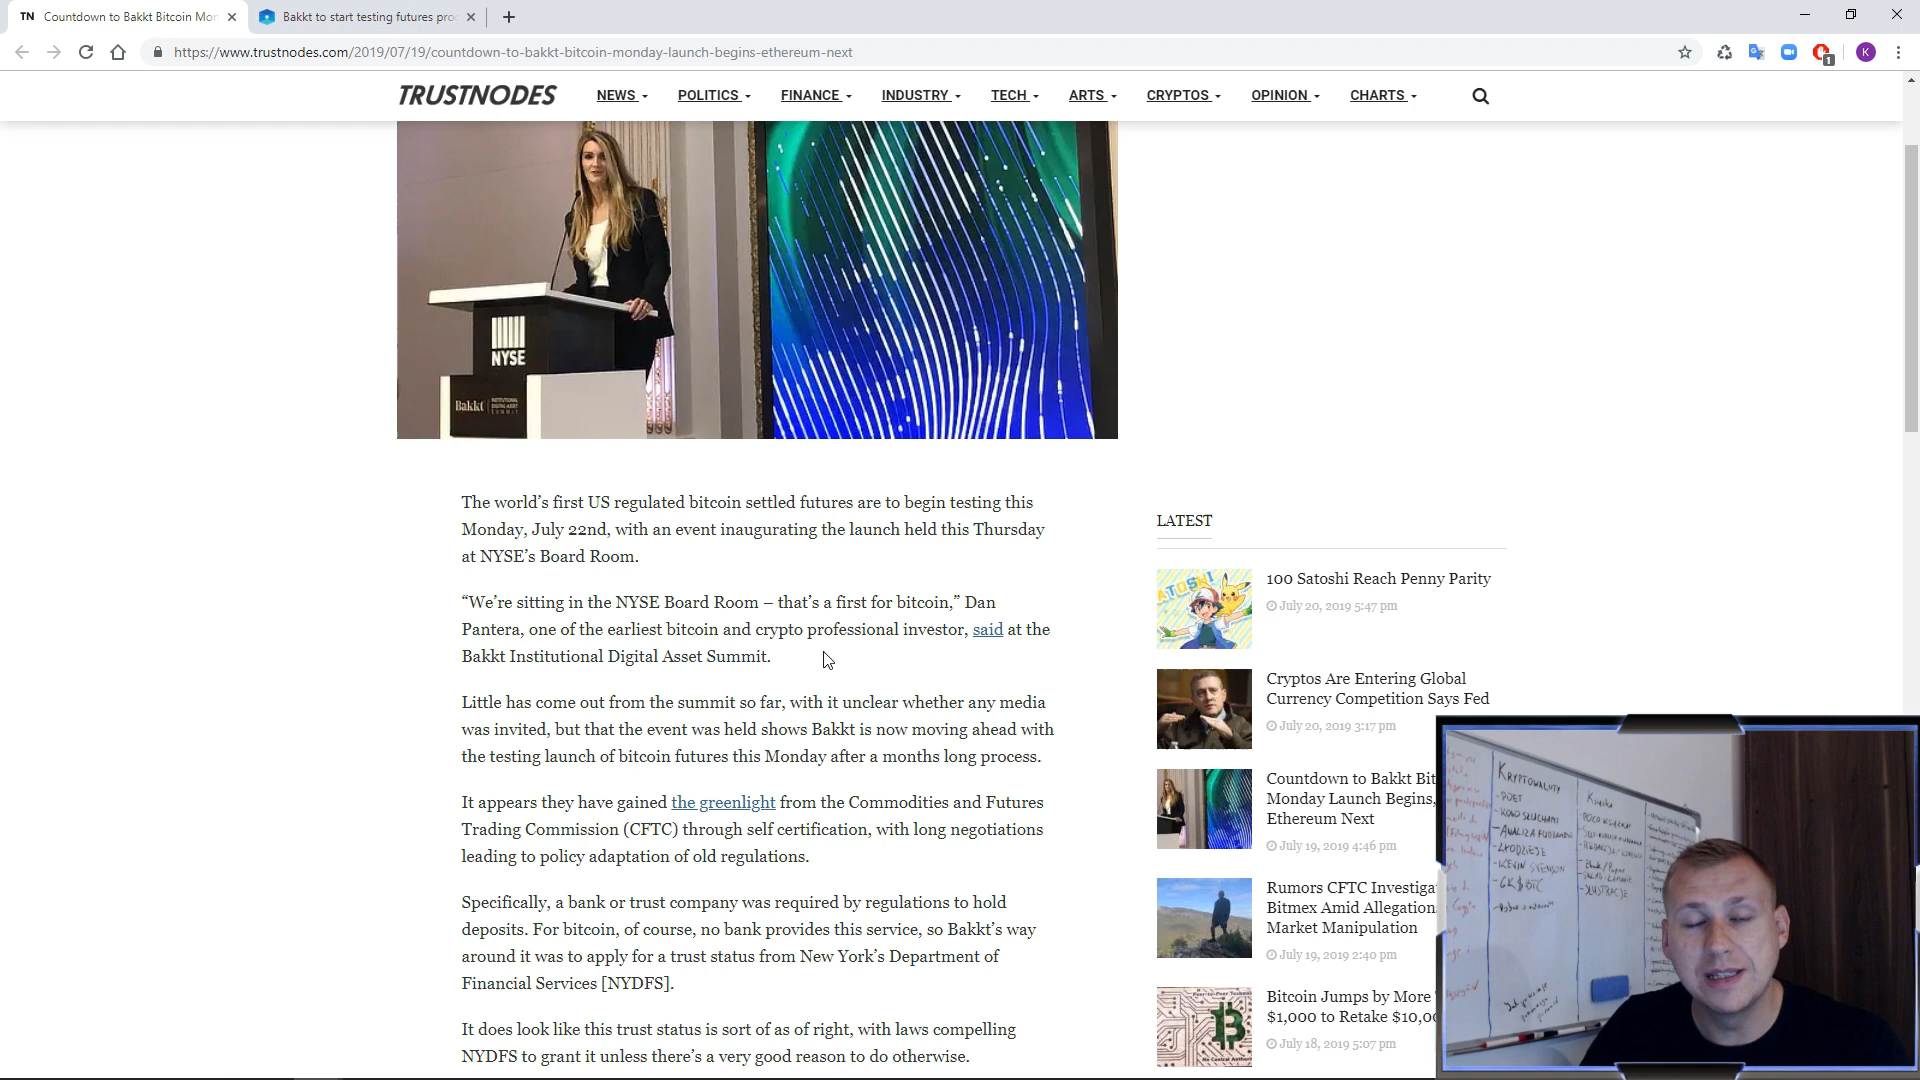 TN Countdown to Bakkt Bitcoin Mon
Bakkt to start testing futures pro
https://www.trustnodes.com/2019/07/19/countdown-to-bakkt-bitcoin-monday-launch-begins-ethereum-next
1
K
TRUSTNODES
NEWS
POLITICS
FINANCE
INDUSTRY
TECH
ARTS
CRYPTOS
OPINION
CHARTS
NYSE
Bakkt INSTITUTIONAL
DIGITAL ASSET
SUMMIT
The world’s first US regulated bitcoin settled futures are to begin testing this
Monday, July 22nd, with an event inaugurating the launch held this Thursday
at NYSE’s Board Room.
“We’re sitting in the NYSE Board Room – that’s a first for bitcoin,” Dan
Pantera, one of the earliest bitcoin and crypto professional investor, said at the
Bakkt Institutional Digital Asset Summit.
Little has come out from the summit so far, with it unclear whether any media
was invited, but that the event was held shows Bakkt is now moving ahead with
the testing launch of bitcoin futures this Monday after a months long process.
It appears they have gained the greenlight from the Commodities and Futures
Trading Commission (CFTC) through self certification, with long negotiations
leading to policy adaptation of old regulations.
Specifically, a bank or trust company was required by regulations to hold
deposits. For bitcoin, of course, no bank provides this service, so Bakkt’s way
around it was to apply for a trust status from New York’s Department of
Financial Services [NYDFS].
It does look like this trust status is sort of as of right, with laws compelling
NYDFS to grant it unless there’s a very good reason to do otherwise.
LATEST
ATOSHI
100 Satoshi Reach Penny Parity
July 20, 2019 5:47 pm
Cryptos Are Entering Global
Currency Competition Says Fed
July 20, 2019 3:17 pm
Countdown to Bakkt Bit
Monday Launch Begins,
Ethereum Next
July 19, 2019 4:46 pm
Rumors CFTC Investiga
Bitmex Amid Allegation
Market Manipulation
July 19, 2019 2:40 pm
Bitcoin Jumps by More
$1,000 to Retake $10,00
July 18, 2019 5:07 pm
KRYPTOWALUTY